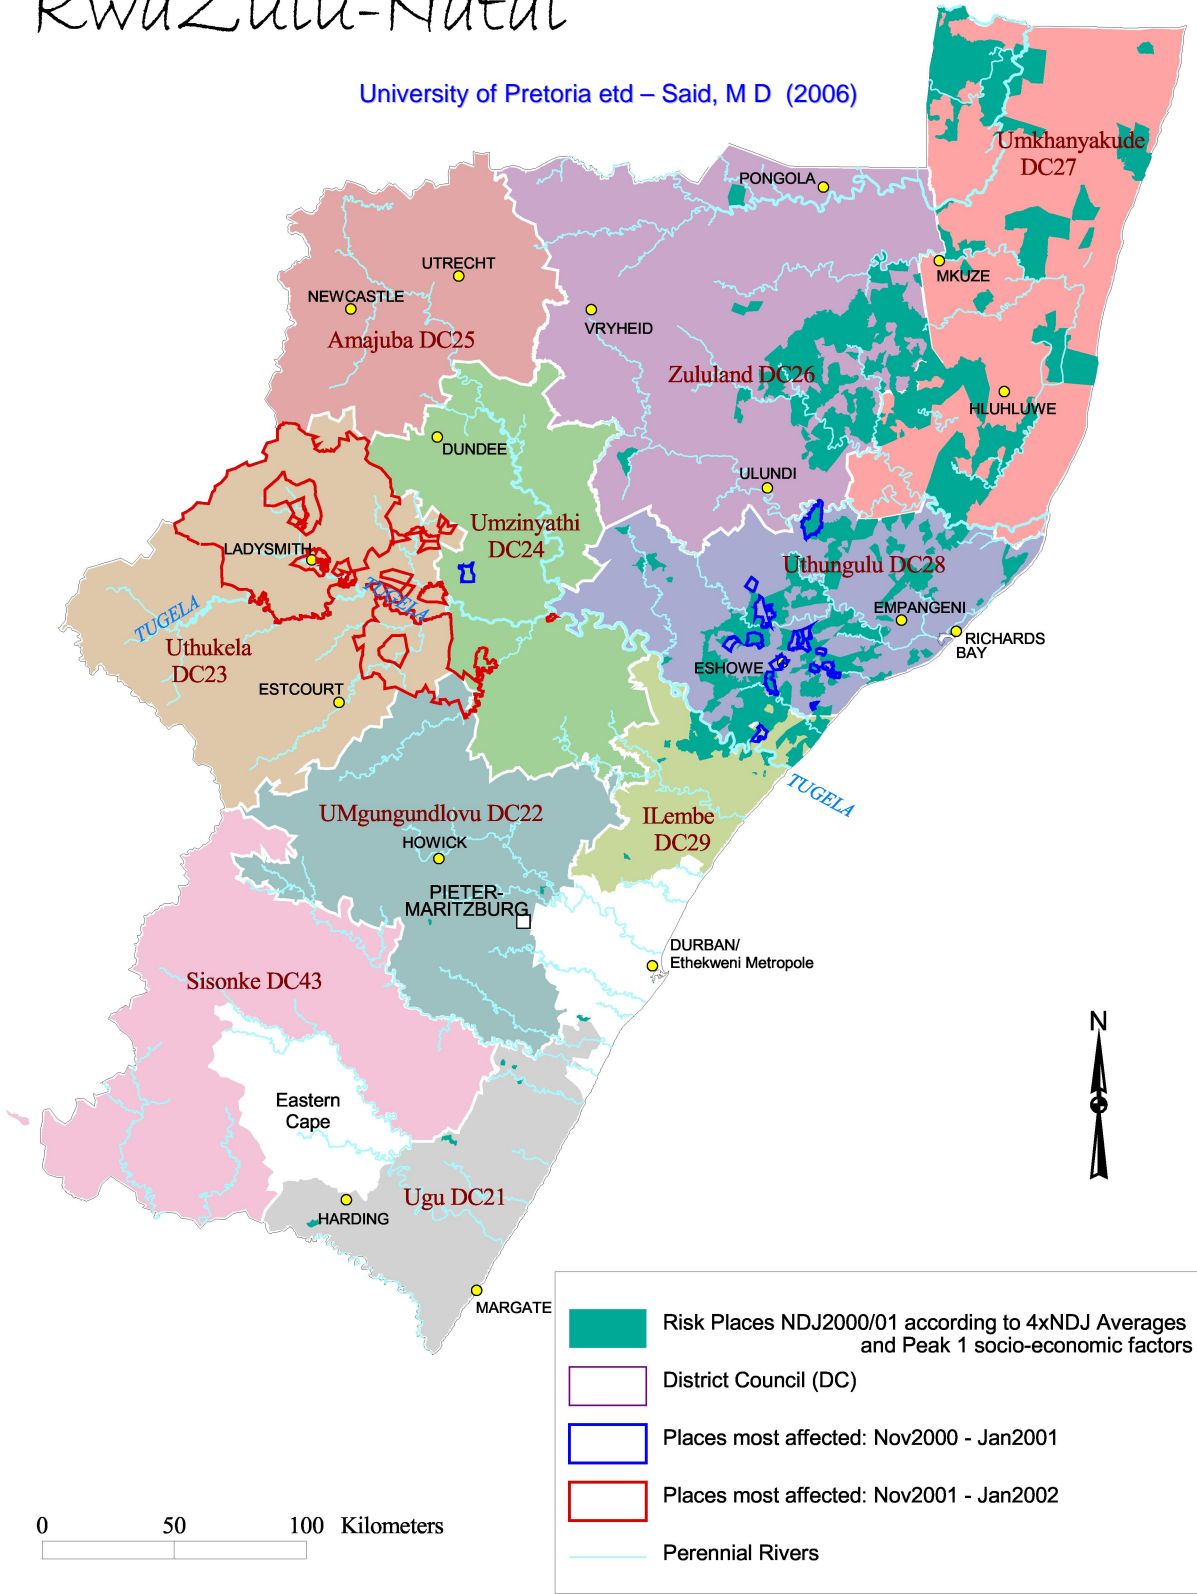 KwaZulu-Natal
University of Pretoria etd – Said, M D (2006)
Umkhanyakude
DC27
PONGOLA
UTRECHT
MKUZE
NEWCASTLE
VRYHEID
Amajuba DC25
Zululand DC26
HLUHLUWE
DUNDEE
ULUNDI
Umzinyathi
DC24
LADYSMITH
Uthungulu DC28
TUGELA
TUGELA
EMPANGENI
RICHARDS
BAY
Uthukela
DC23
ESHOWE
ESTCOURT
TUGELA
UMgungundlovu DC22
ILembe
DC29
HOWICK
PIETER-
MARITZBURG
DURBAN/
Ethekweni Metropole
Sisonke DC43
N
Eastern
Cape
Ugu DC21
HARDING
MARGATE
Risk Places NDJ2000/01 according to 4xNDJ Averages
and Peak 1 socio-economic factors
District Council (DC)
Places most affected: Nov2000 - Jan2001
Places most affected: Nov2001 - Jan2002
Perennial Rivers
0 50 100 Kilometers